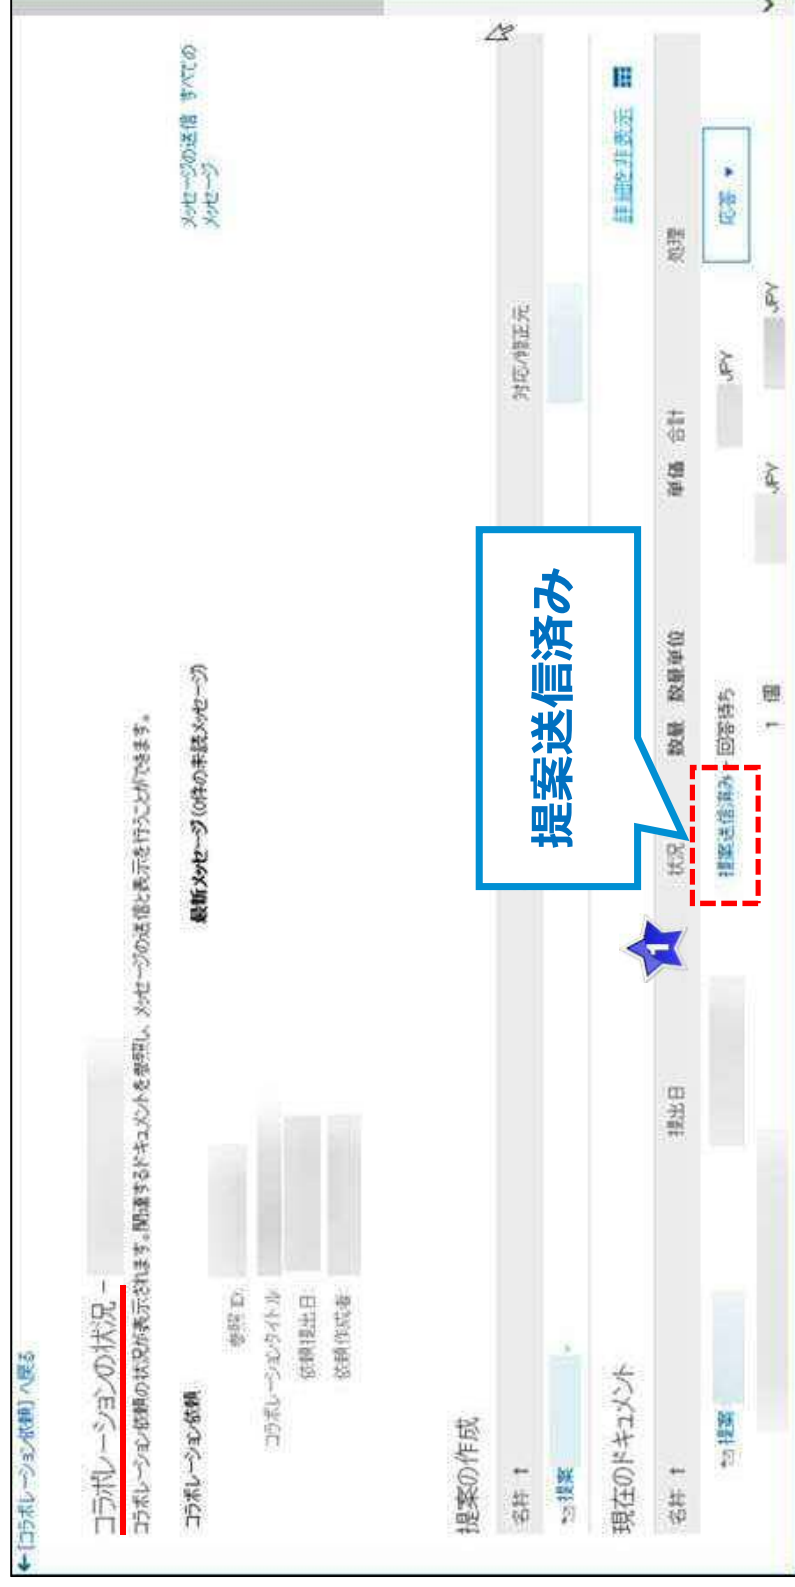 ←[コラボレーション依頼] へ戻る
コラボレーションの状況 -
コラボレーション依頼の状況が表示されます。関連するドキュメントを参照し、メッセージの送信と表示を行うことができます。
コラボレーション依頼
最新メッセージ (0件の未読メッセージ)
メッセージの送信 すべての
メッセージ
参照 ID:
コラボレーションタイトル:
依頼提出日:
依頼作成者:
提案の作成
名称 ↑
対応/修正元
提案
提案送信済み
現在のドキュメント
詳細を非表示
1
名称 ↑ 提出日 状況 数量 数量単位 単価 合計 処理
提案 提案送信済み - 回答待ち JPY 応答 ▼
1 個 JPY JPY